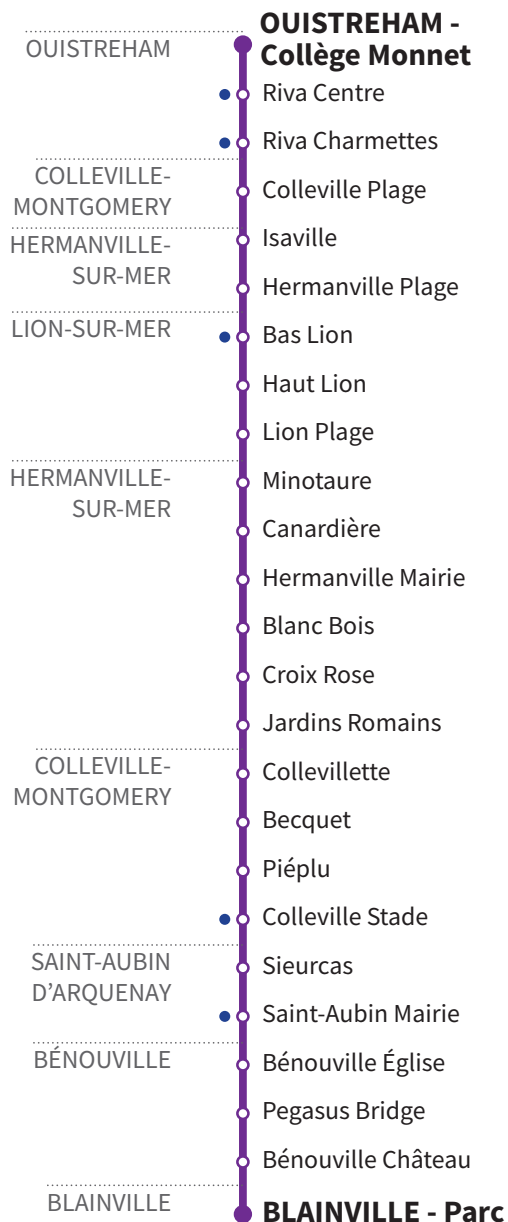 OUISTREHAM
OUISTREHAM -
Collège Monnet
Riva Centre
Riva Charmettes
COLLEVILLE-
MONTGOMERY
Colleville Plage
HERMANVILLE-
SUR-MER
Isaville
Hermanville Plage
LION-SUR-MER
Bas Lion
Haut Lion
Lion Plage
HERMANVILLE-
SUR-MER
Minotaure
Canardière
Hermanville Mairie
Blanc Bois
Croix Rose
Jardins Romains
COLLEVILLE-
MONTGOMERY
Collevillette
Becquet
Piéplu
Colleville Stade
SAINT-AUBIN
D’ARQUENAY
Sieurcas
Saint-Aubin Mairie
BÉNOUVILLE
Bénouville Église
Pegasus Bridge
Bénouville Château
BLAINVILLE
BLAINVILLE - Parc